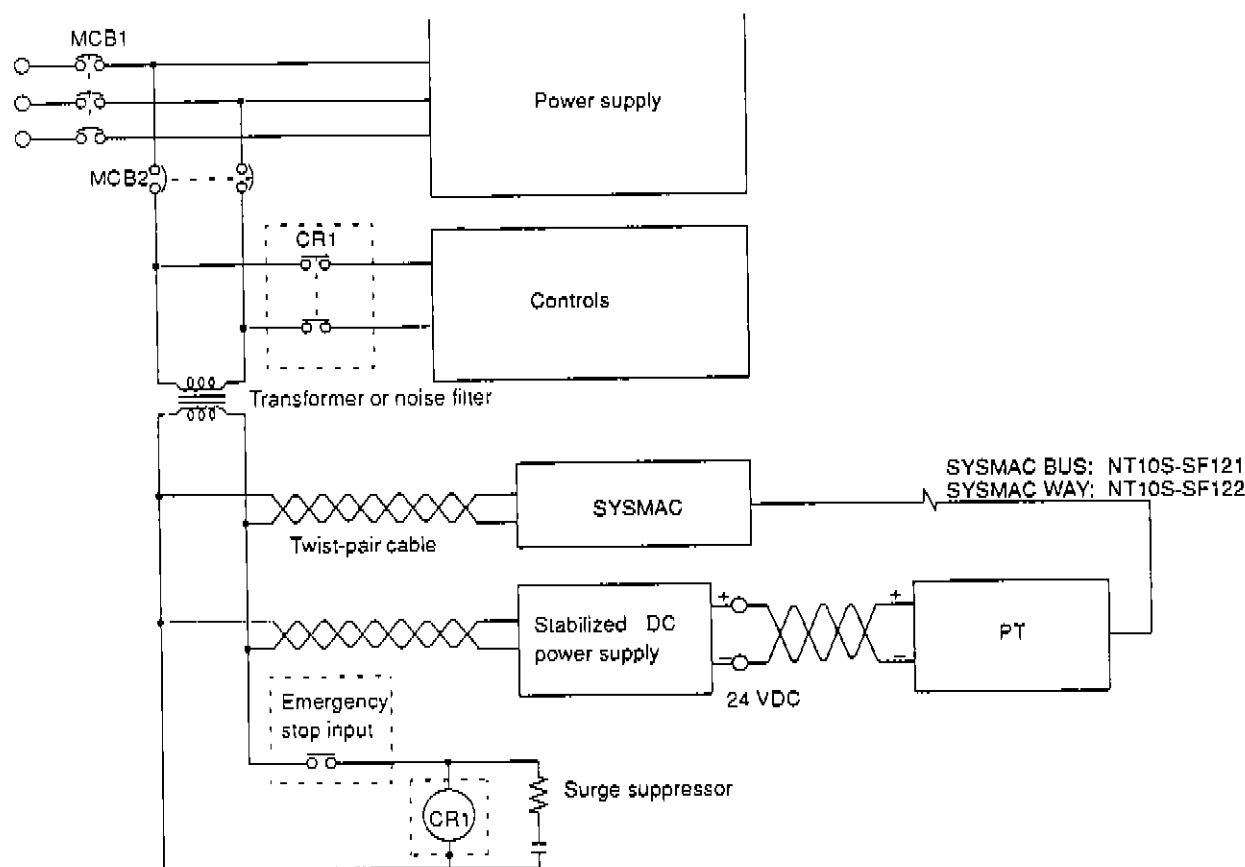 MCB1
Power supply
MCB2
CR1
Controls
Transformer or noise filter
SYSMAC BUS: NT10S-SF121
SYSMAC WAY: NT10S-SF122
SYSMAC
Twist-pair cable
+
+
Stabilized DC
power supply
PT
−
−
24 VDC
Emergency
stop input
Surge suppressor
CR1